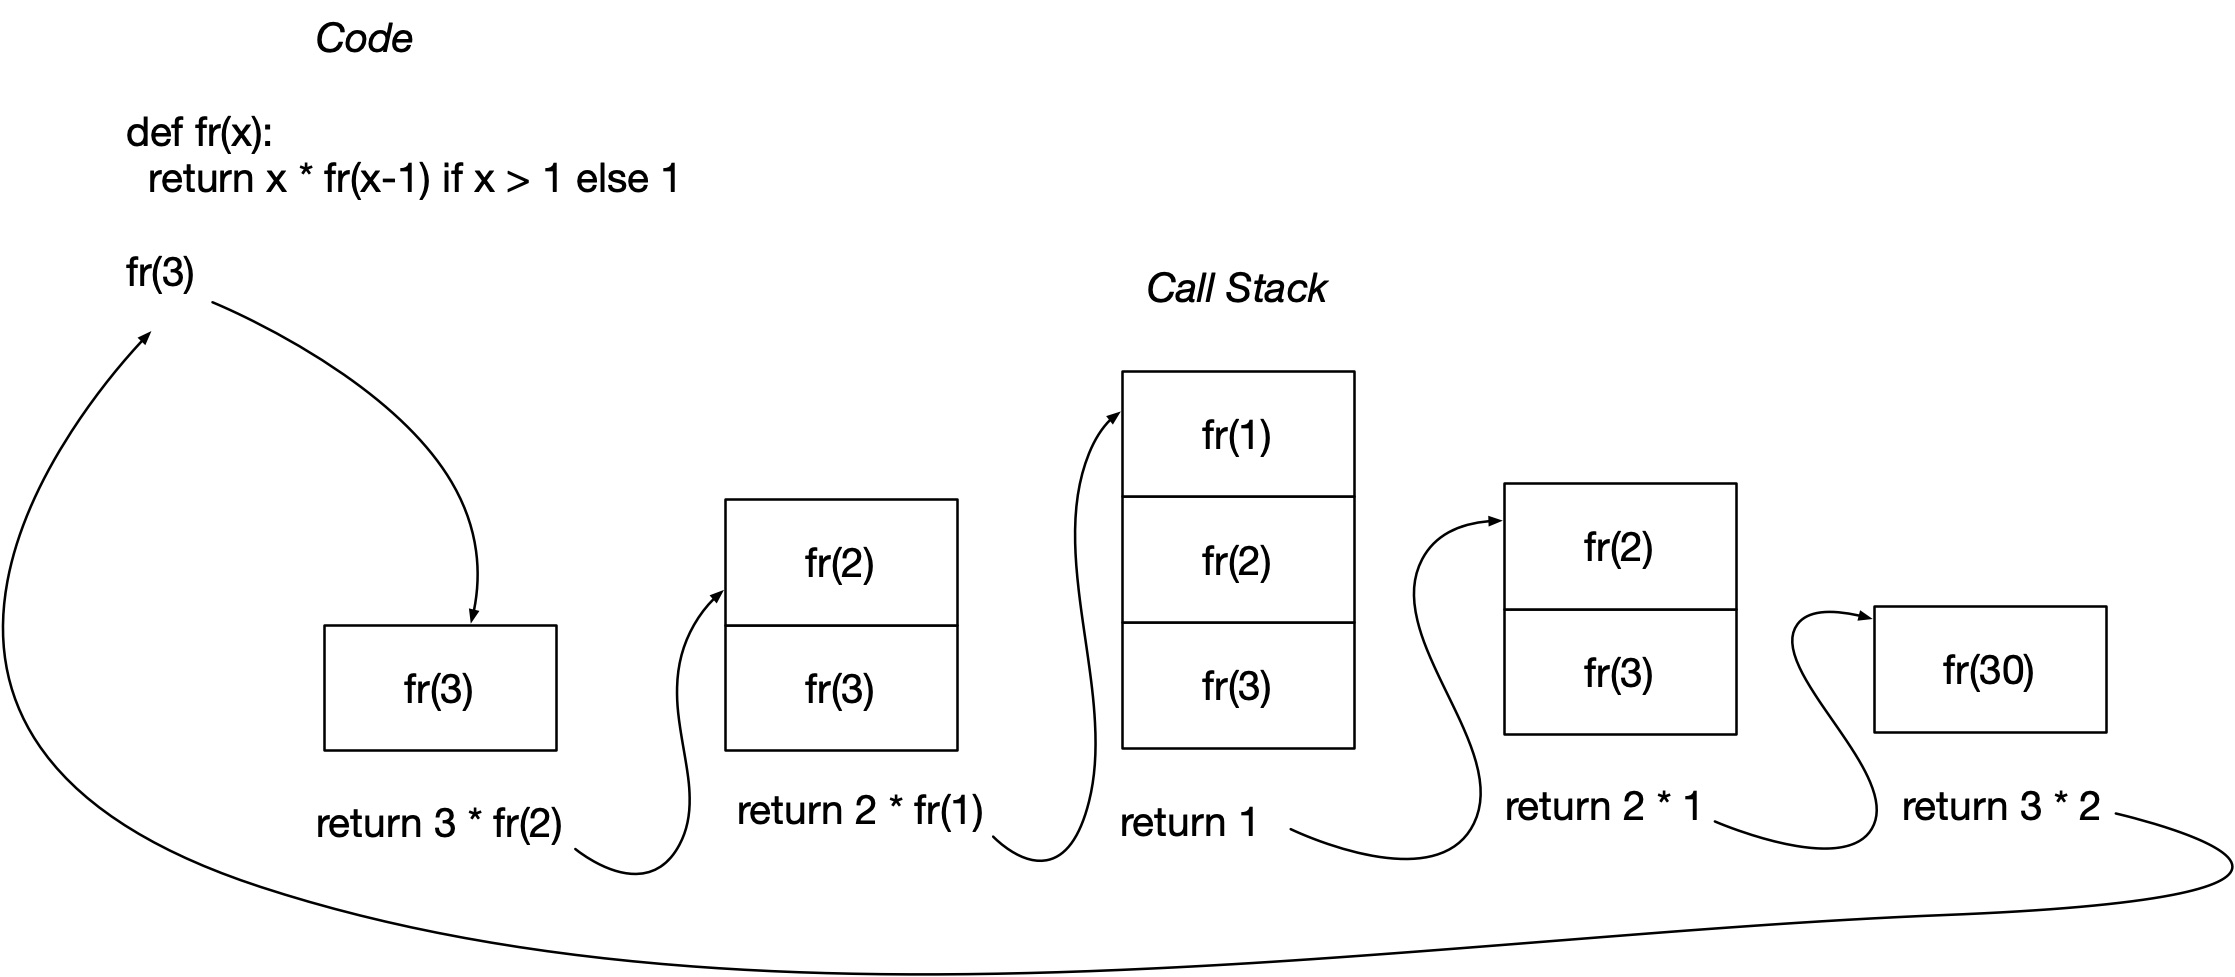 Code
def fr(x):
return x * fr(x-1) if x > 1 else 1
fr(3)
Call Stack
fr(3)
return 3 * fr(2)
fr(2)
fr(3)
return 2 * fr(1)
fr(1)
fr(2)
fr(3)
return 1
fr(2)
fr(3)
return 2 * 1
fr(30)
return 3 * 2